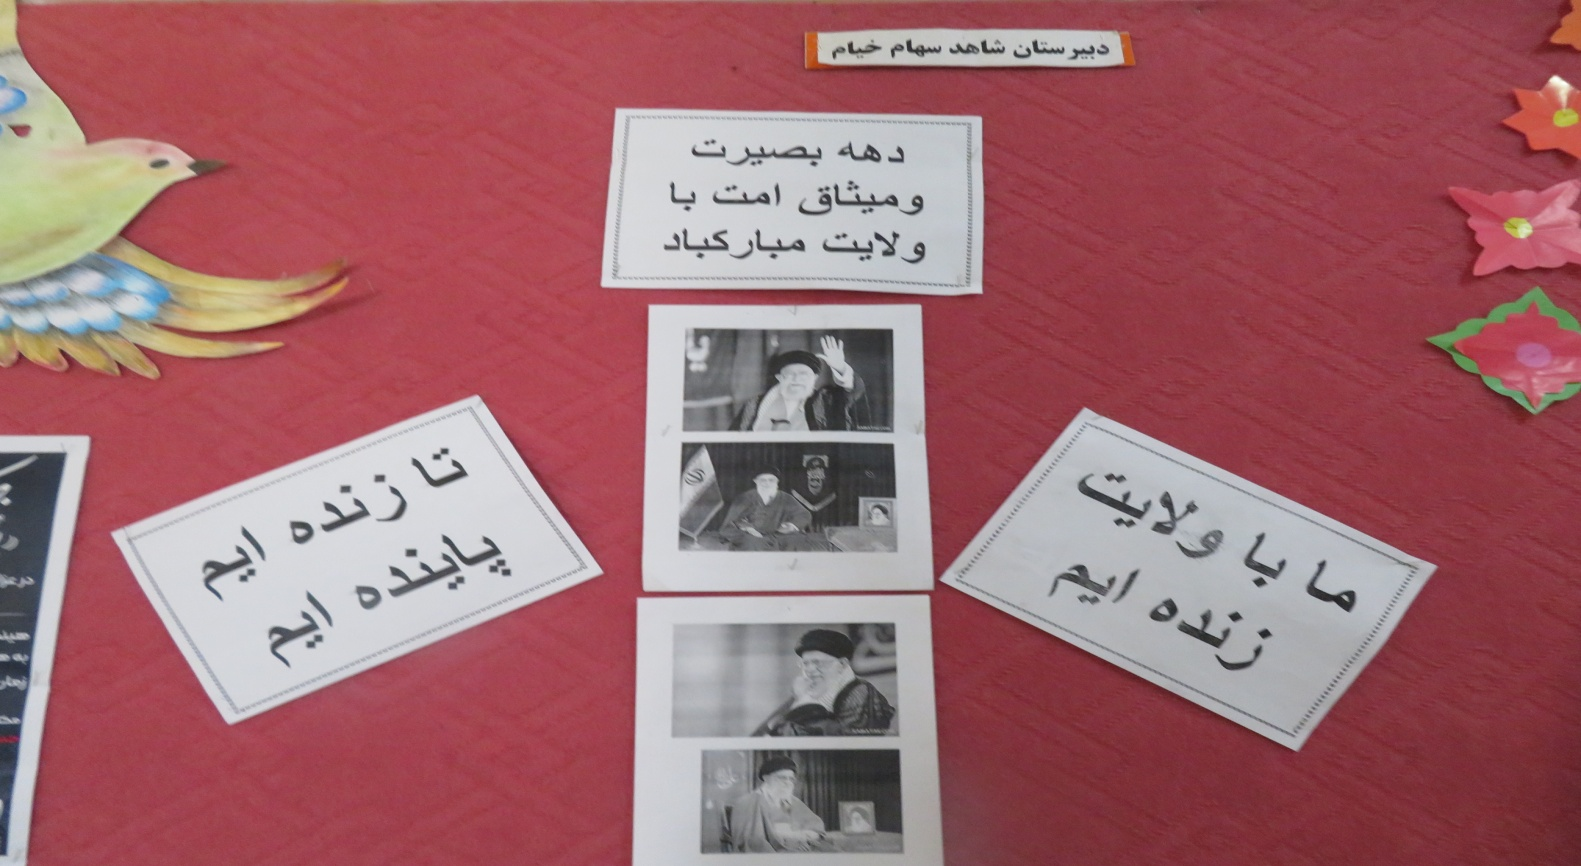 دبیرستان شاهد سهام خیام
دهه بصیرت
ومیثاق امت با
ولایت مبارکباد
ما با ولایت
زنده ایم
تا زنده ایم
پاینده ایم